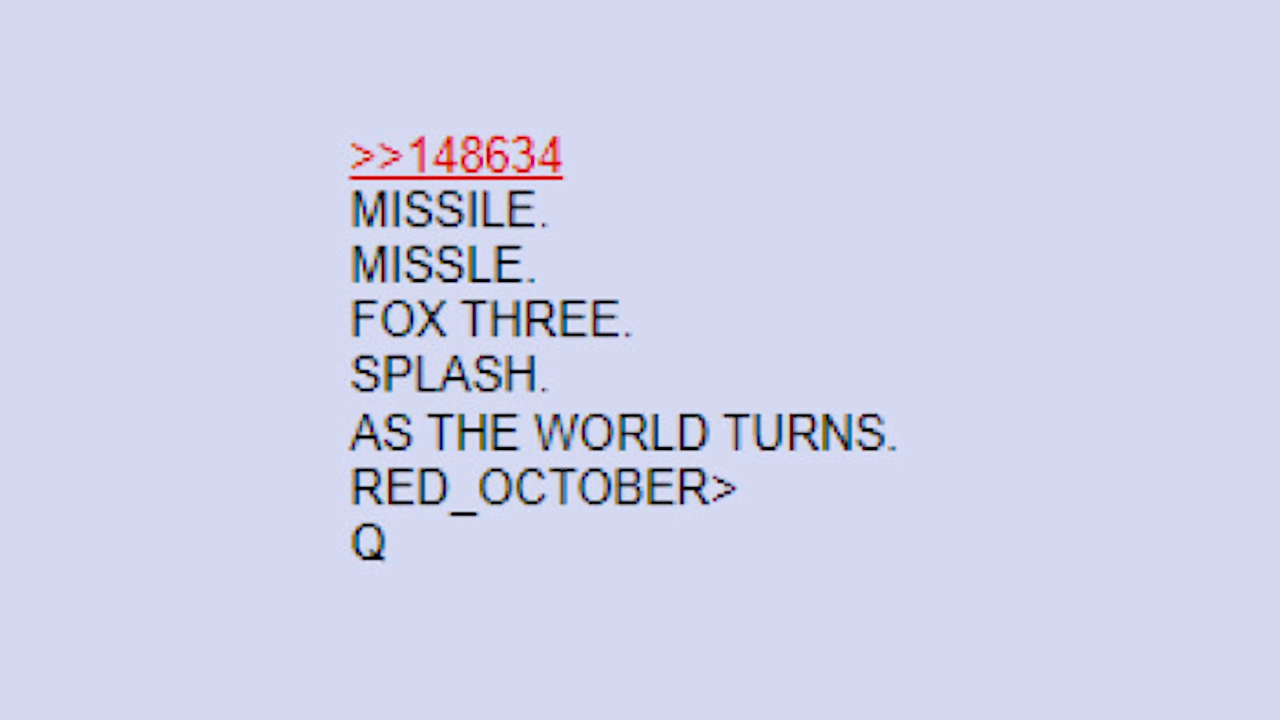 >>148634
MISSILE.
MISSLE.
FOX THREE.
SPLASH.
AS THE WORLD TURNS.
RED_OCTOBER>
Q